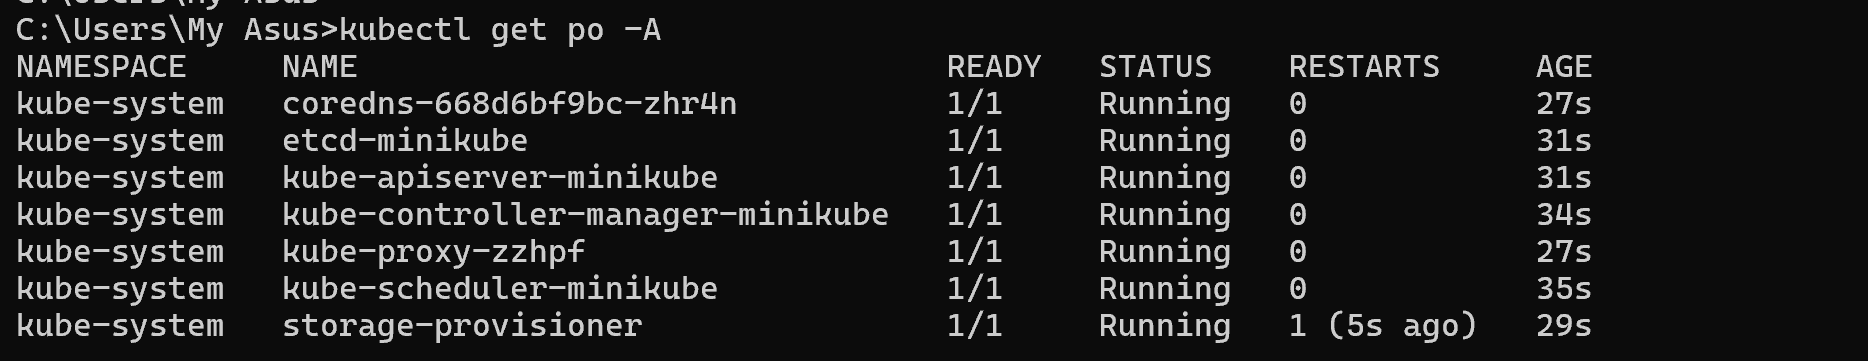 C:\Users\My Asus>kubectl get po -A
NAMESPACE     NAME                               READY   STATUS    RESTARTS     AGE
kube-system   coredns-668d6bf9bc-zhr4n           1/1     Running   0            27s
kube-system   etcd-minikube                      1/1     Running   0            31s
kube-system   kube-apiserver-minikube            1/1     Running   0            31s
kube-system   kube-controller-manager-minikube   1/1     Running   0            34s
kube-system   kube-proxy-zzhpf                   1/1     Running   0            27s
kube-system   kube-scheduler-minikube            1/1     Running   0            35s
kube-system   storage-provisioner                1/1     Running   1 (5s ago)   29s